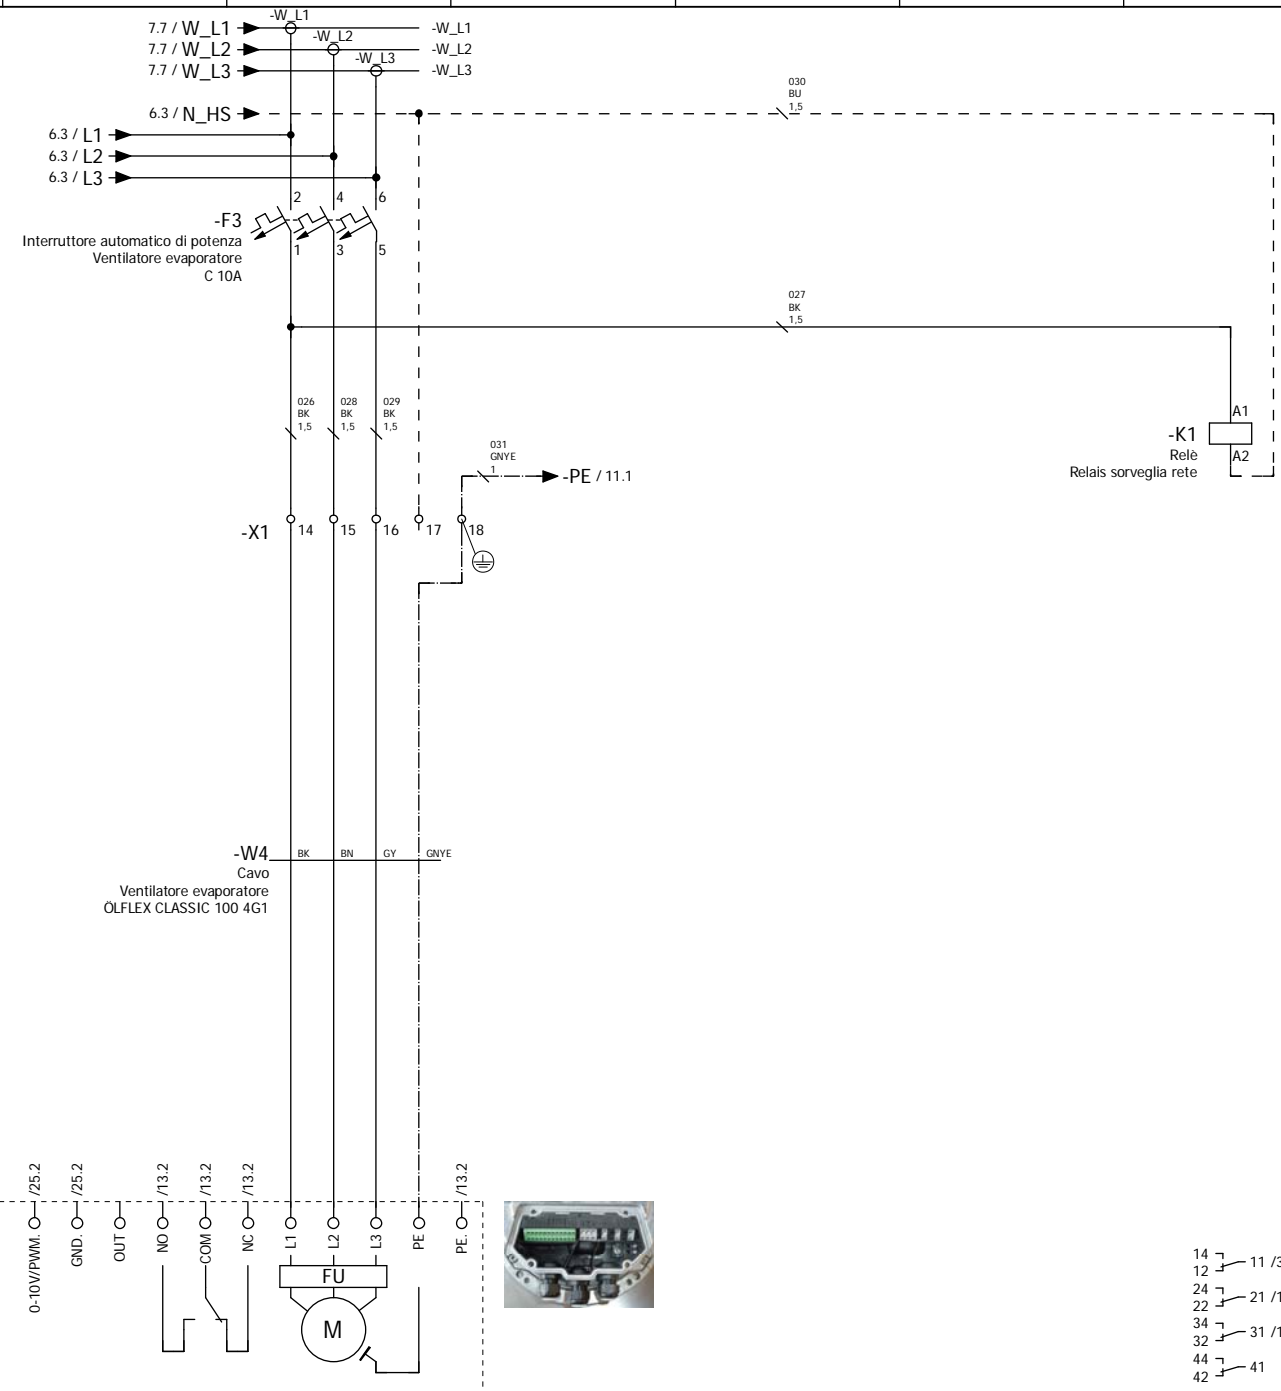 -W_L1
7.7 / W_L1 -W_L1
-W_L2
7.7 / W_L2 -W_L2
-W_L3
7.7 / W_L3 -W_L3
030
BU
1,5
6.3 / N_HS
6.3 / L1
6.3 / L2
6.3 / L3
2 4 6
-F3
Interruttore automatico di potenza
Ventilatore evaporatore
C 10A
1 3 5
027
BK
1,5
026 028 029
BK BK BK
1,5 1,5 1,5
A1
-K1
Relè
A2
Relais sorveglia rete
031
GNYE
1
-PE / 11.1
-X1 14 15 16 17 18
-W4 BK BN GY GNYE
Cavo
Ventilatore evaporatore
ÖLFLEX CLASSIC 100 4G1
/25.2 /25.2 /13.2 /13.2 /13.2 /13.2
0-10V/PWM. GND. OUT NO COM NC L1 L2 L3 PE PE.
FU
M
14
12 11 /3
24
22 21 /1
34
32 31 /1
44
42 41